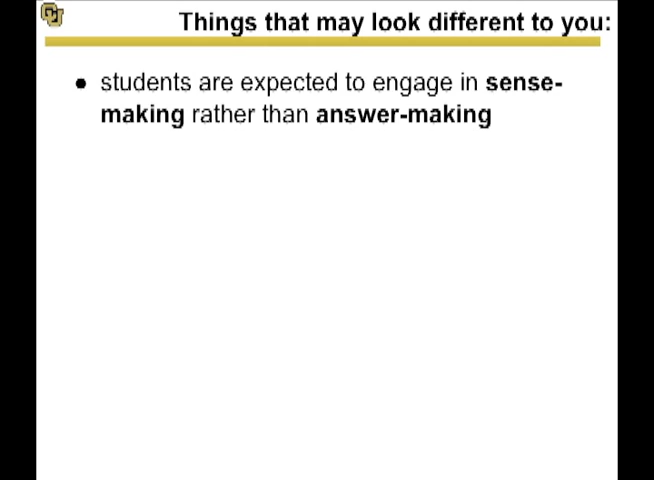 Things that may look different to you:
● students are expected to engage in sense-
making rather than answer-making